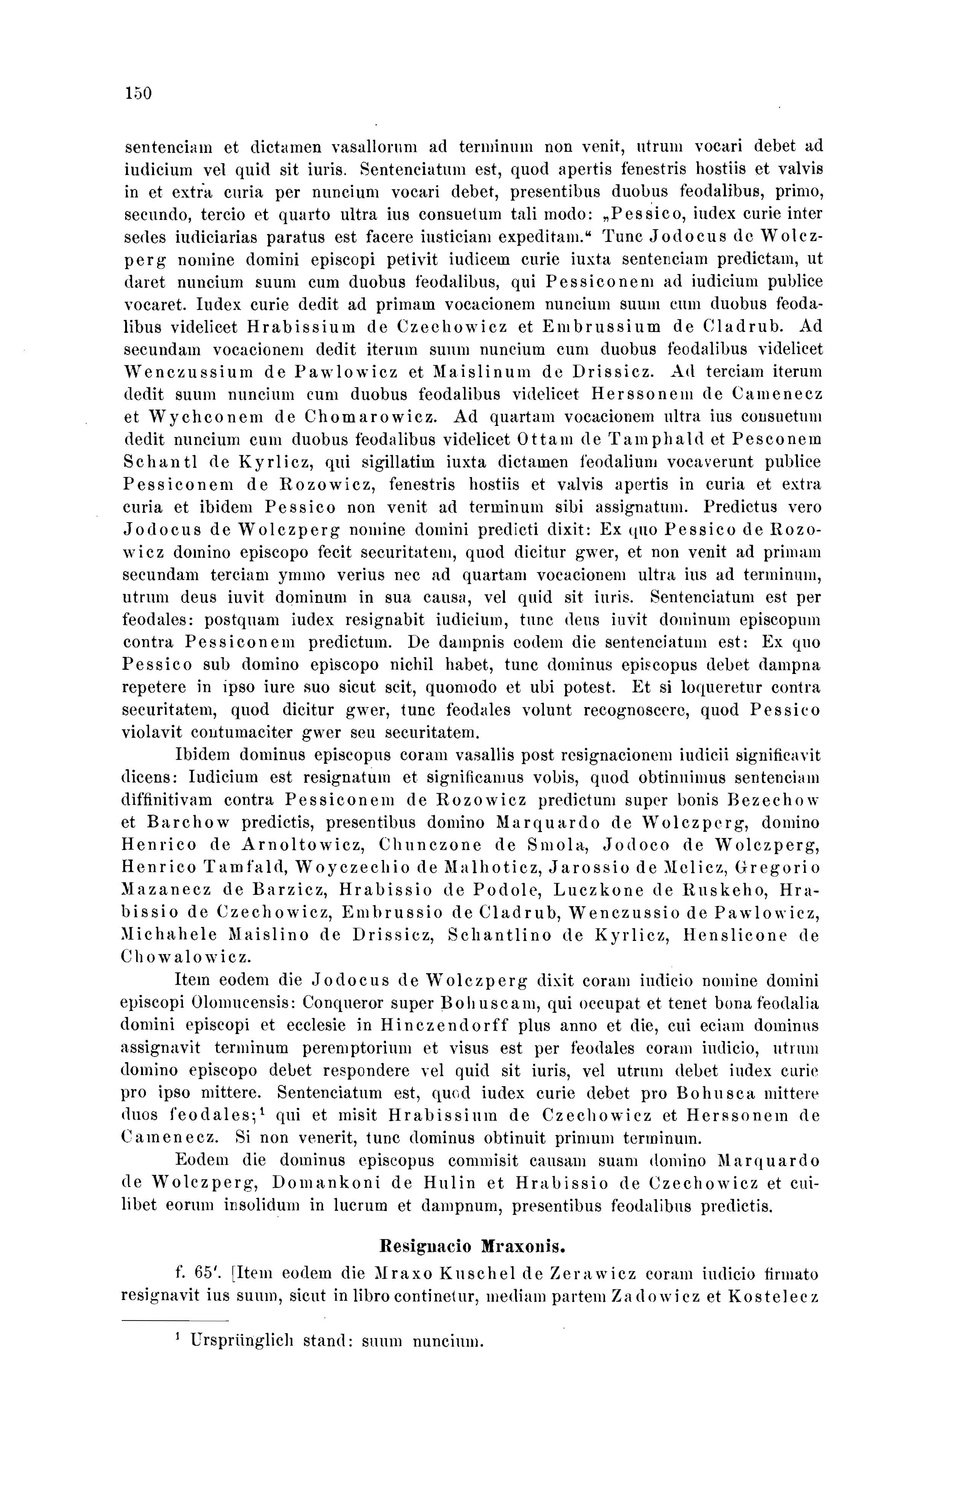 150
sentenciam et dictamen vasallorum ad terminum non venit, utrum vocari debet ad
iudicium vel quid sit iuris. Sentenciatum est, quod apertis fenestris hostiis et valvis
in et extra curia per nuncium vocari debet, presentibus duobus feodalibus, primo,
secundo, tercio et quarto ultra ius consuetum tali modo: „Pessico, iudex curie inter
sedes iudiciarias paratus est facere iusticiam expeditam.“ Tunc Jodocus de Wolcz-
perg nomine domini episcopi petivit iudicem curie iuxta sentenciam predictam, ut
daret nuncium suum cum duobus feodalibus, qui Pessiconem ad iudicium publice
vocaret. Iudex curie dedit ad primam vocacionem nuncium suum cum duobus feoda-
libus videlicet Hrabissium de Czechowicz et Embrussium de Cladrub. Ad
secundam vocacionem dedit iterum suum nuncium cum duobus feodalibus videlicet
Wenczussium de Pawlowicz et Maislinum de Drissicz. Ad terciam iterum
dedit suum nuncium cum duobus feodalibus videlicet Herssonem de Camenecz
et Wychconem de Chomarowicz. Ad quartam vocacionem ultra ius consuetum
dedit nuncium cum duobus feodalibus videlicet Ottam de Tamphald et Pesconem
Schantl de Kyrlicz, qui sigillatim iuxta dictamen feodalium vocaverunt publice
Pessiconem de Rozowicz, fenestris hostiis et valvis apertis in curia et extra
curia et ibidem Pessico non venit ad terminum sibi assignatum. Predictus vero
Jodocus de Wolczperg nomine domini predicti dixit: Ex quo Pessico de Rozo-
wicz domino episcopo fecit securitatem, quod dicitur gwer, et non venit ad primam
secundam terciam ymmo verius nec ad quartam vocacionem ultra ius ad terminum,
utrum deus iuvit dominum in sua causa, vel quid sit iuris. Sentenciatum est per
feodales: postquam iudex resignabit iudicium, tunc deus iuvit dominum episcopum
contra Pessiconem predictum. De dampnis eodem die sentenciatum est: Ex quo
Pessico sub domino episcopo nichil habet, tunc dominus episcopus debet dampna
repetere in ipso iure suo sicut scit, quomodo et ubi potest. Et si loqueretur contra
securitatem, quod dicitur gwer, tunc feodales volunt recognoscere, quod Pessico
violavit contumaciter gwer seu securitatem.
Ibidem dominus episcopus coram vasallis post resignacionem iudicii significavit
dicens: Iudicium est resignatum et significamus vobis, quod obtinuimus sentenciam
diffinitivam contra Pessiconem de Rozowicz predictum super bonis Bezechow
et Barchow predictis, presentibus domino Marquardo de Wolczperg, domino
Henrico de Arnoltowicz, Chunczone de Smola, Jodoco de Wolczperg,
Henrico Tamfald, Woyczechio de Malhoticz, Jarossio de Melicz, Gregorio
Mazanecz de Barzicz, Hrabissio de Podole, Luczkone de Ruskeho, Hra-
bissio de Czechowicz, Embrussio de Cladrub, Wenczussio de Pawlowicz,
Michahele Maislino de Drissicz, Schantlino de Kyrlicz, Henslicone de
Chowalowicz.
Item eodem die Jodocus de Wolczperg dixit coram iudicio nomine domini
episcopi Olomucensis: Conqueror super Bohuscam, qui occupat et tenet bona feodalia
domini episcopi et ecclesie in Hinczendorff plus anno et die, cui eciam dominus
assignavit terminum peremptorium et visus est per feodales coram iudicio, utrum
domino episcopo debet respondere vel quid sit iuris, vel utrum debet iudex curie
pro ipso mittere. Sentenciatum est, quod iudex curie debet pro Bohusca mittere
duos feodales;¹ qui et misit Hrabissium de Czechowicz et Herssonem de
Camenecz. Si non venerit, tunc dominus obtinuit primum terminum.
Eodem die dominus episcopus commisit causam suam domino Marquardo
de Wolczperg, Domankoni de Hulin et Hrabissio de Czechowicz et cui-
libet eorum insolidum in lucrum et dampnum, presentibus feodalibus predictis.
Resignacio Mraxonis.
f. 65′. [Item eodem die Mraxo Kuschel de Zerawicz coram iudicio firmato
resignavit ius suum, sicut in libro continetur, mediam partem Zadowicz et Kostelecz
¹ Ursprünglich stand: suum nuncium.